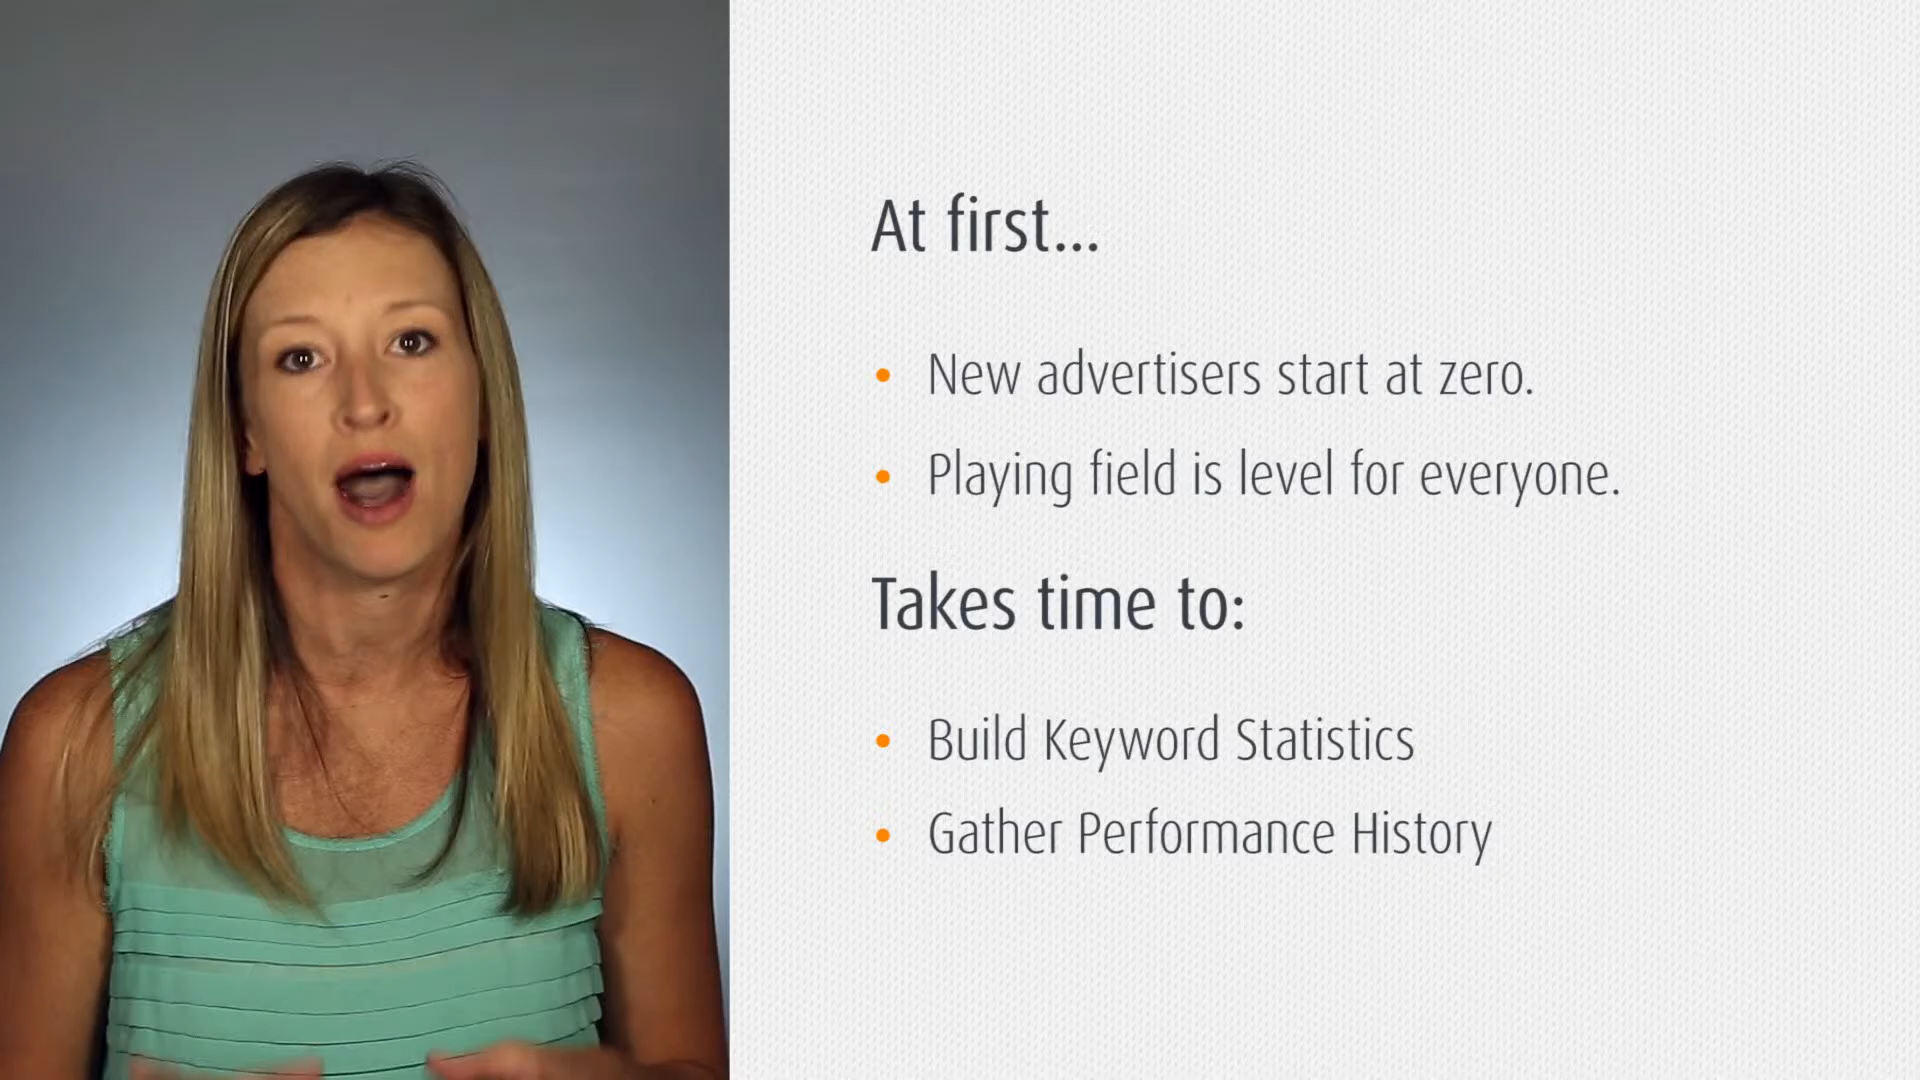 At first...
• New advertisers start at zero.
• Playing field is level for everyone.
Takes time to:
• Build Keyword Statistics
• Gather Performance History